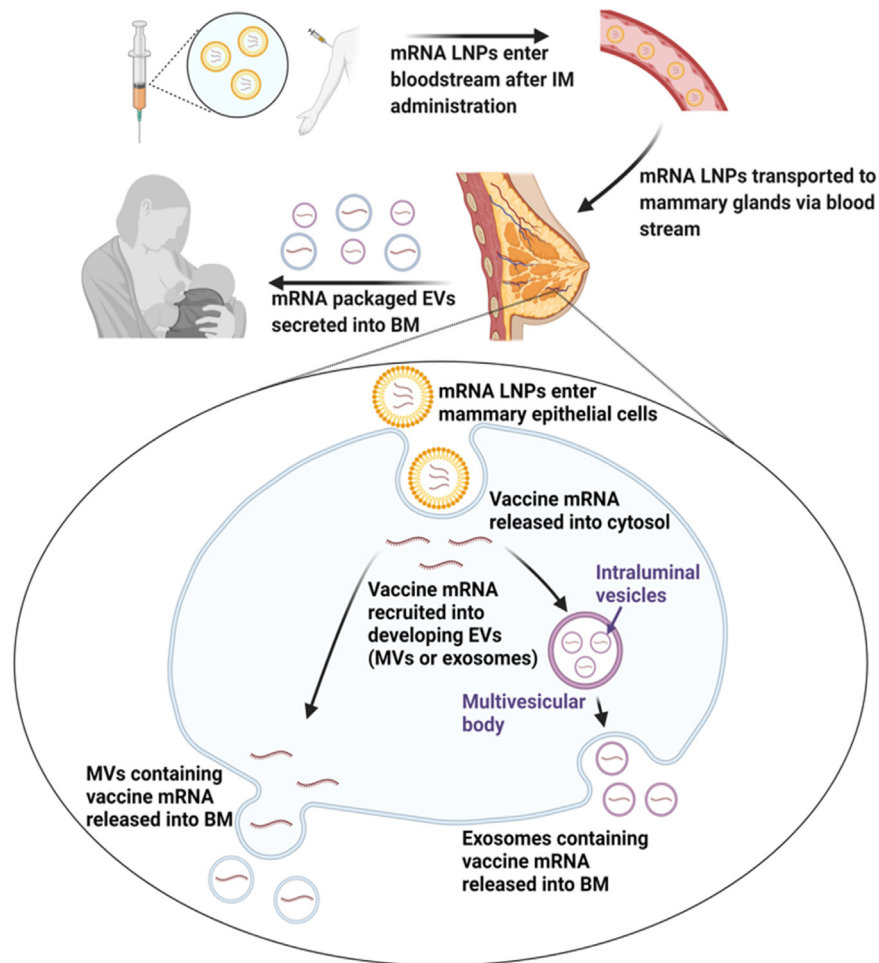 mRNA LNPs enter
bloodstream after IM
administration
mRNA LNPs transported to
mammary glands via blood
stream
mRNA packaged EVs
secreted into BM
mRNA LNPs enter
mammary epithelial cells
Vaccine mRNA
released into cytosol
Vaccine mRNA
recruited into
developing EVs
(MVs or exosomes)
Intraluminal
vesicles
Multivesicular
body
MVs containing
vaccine mRNA
released into BM
Exosomes containing
vaccine mRNA
released into BM